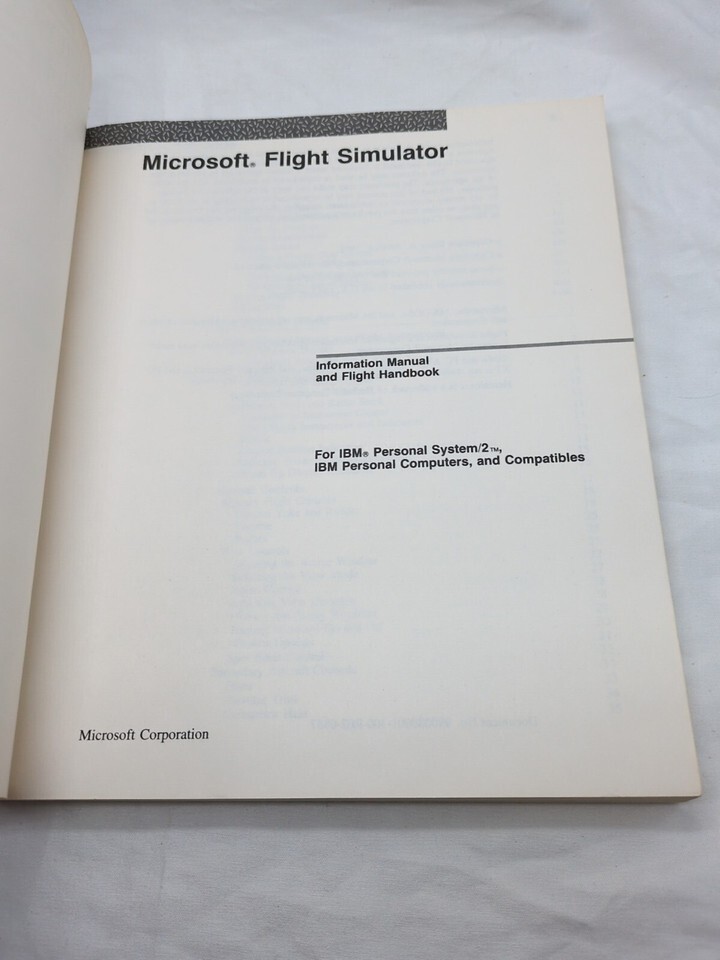 Microsoft® Flight Simulator
Information Manual
and Flight Handbook
For IBM® Personal System/2™,
IBM Personal Computers, and Compatibles
Microsoft Corporation